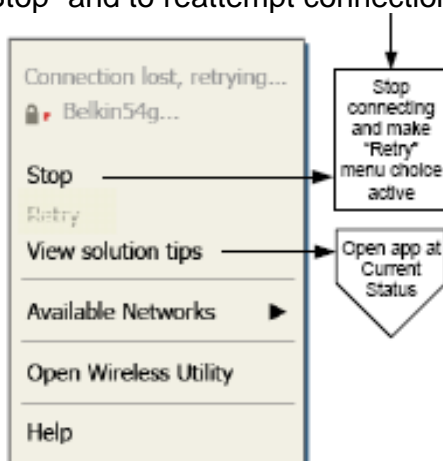 Stop" and to reattempt connection
Connection lost, retrying...
Belkin54g...
Stop
Retry
View solution tips
Available Networks
Open Wireless Utility
Help
Stop
connecting
and make
"Retry"
menu choice
active
Open app at
Current
Status